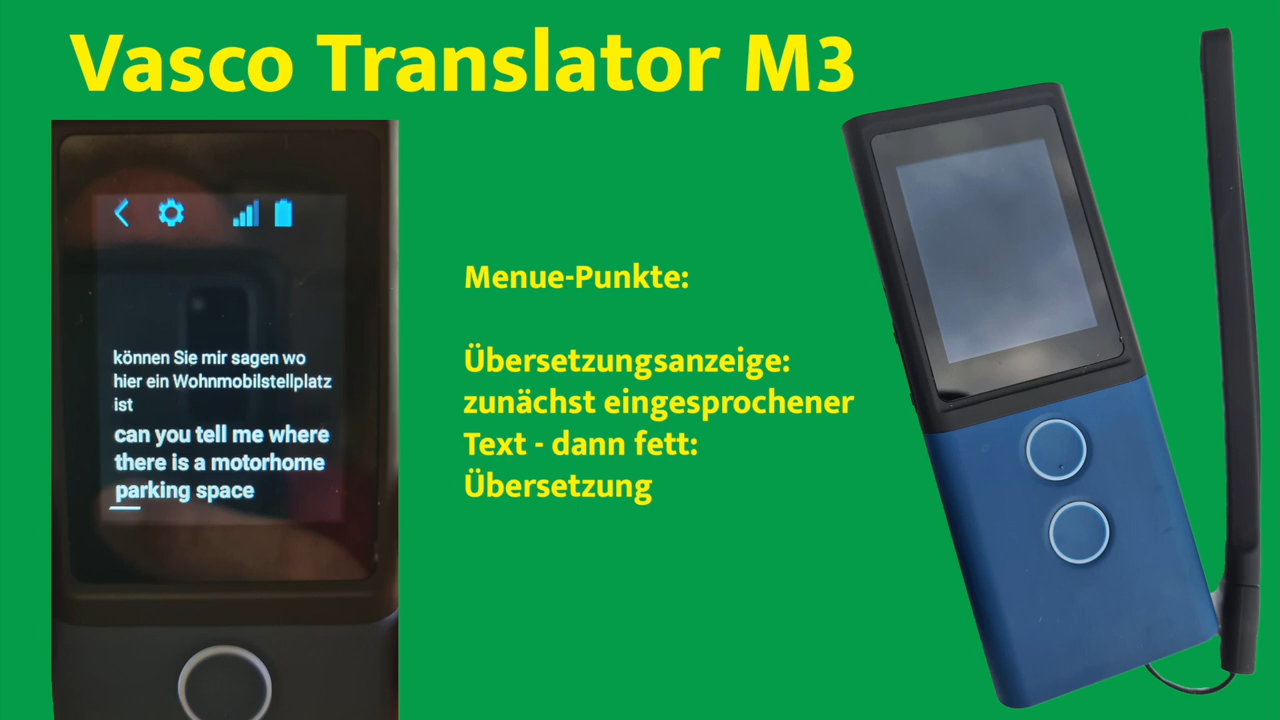 Vasco Translator M3
können Sie mir sagen wo
hier ein Wohnmobilstellplatz
ist
can you tell me where
there is a motorhome
parking space
Menue-Punkte:
Übersetzungsanzeige:
zunächst eingesprochener
Text - dann fett:
Übersetzung